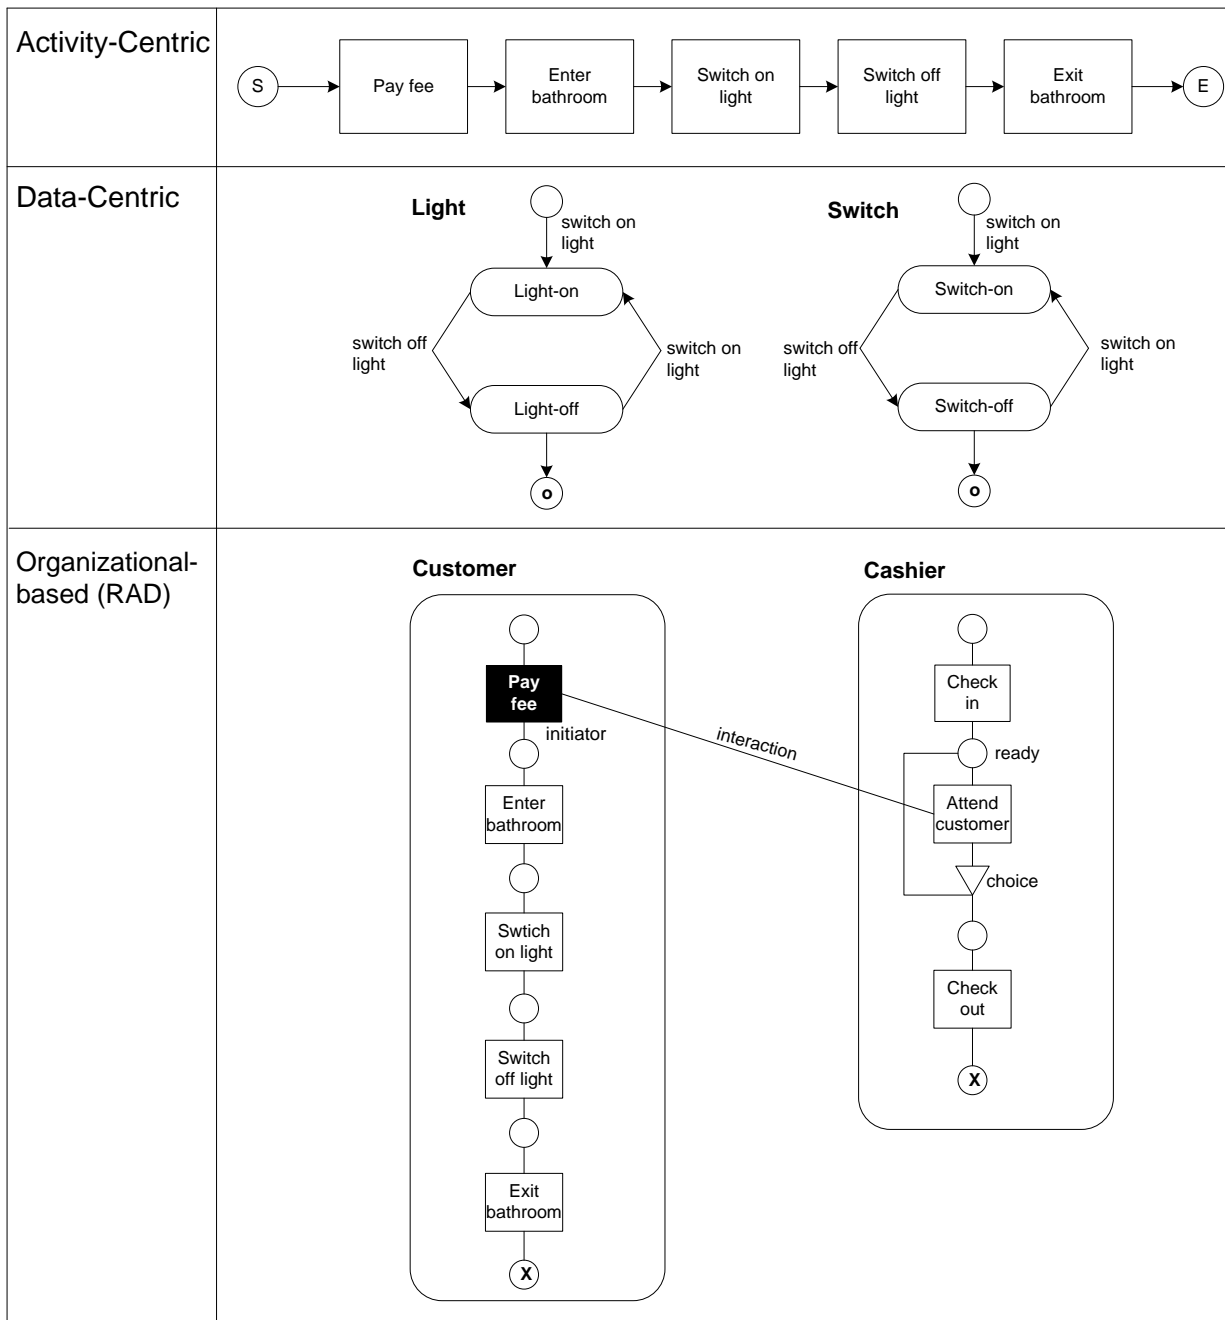 Activity-Centric
S
Pay fee
Enter
bathroom
Switch on
light
Switch off
light
Exit
bathroom
E
Data-Centric
Light
switch on
light
Light-on
switch off
light
switch on
light
Light-off
o
Switch
switch on
light
Switch-on
switch off
light
switch on
light
Switch-off
o
Organizational-
based (RAD)
Customer
Pay
fee
initiator
Enter
bathroom
Swtich
on light
Switch
off light
Exit
bathroom
X
interaction
Cashier
Check
in
ready
Attend
customer
choice
Check
out
X